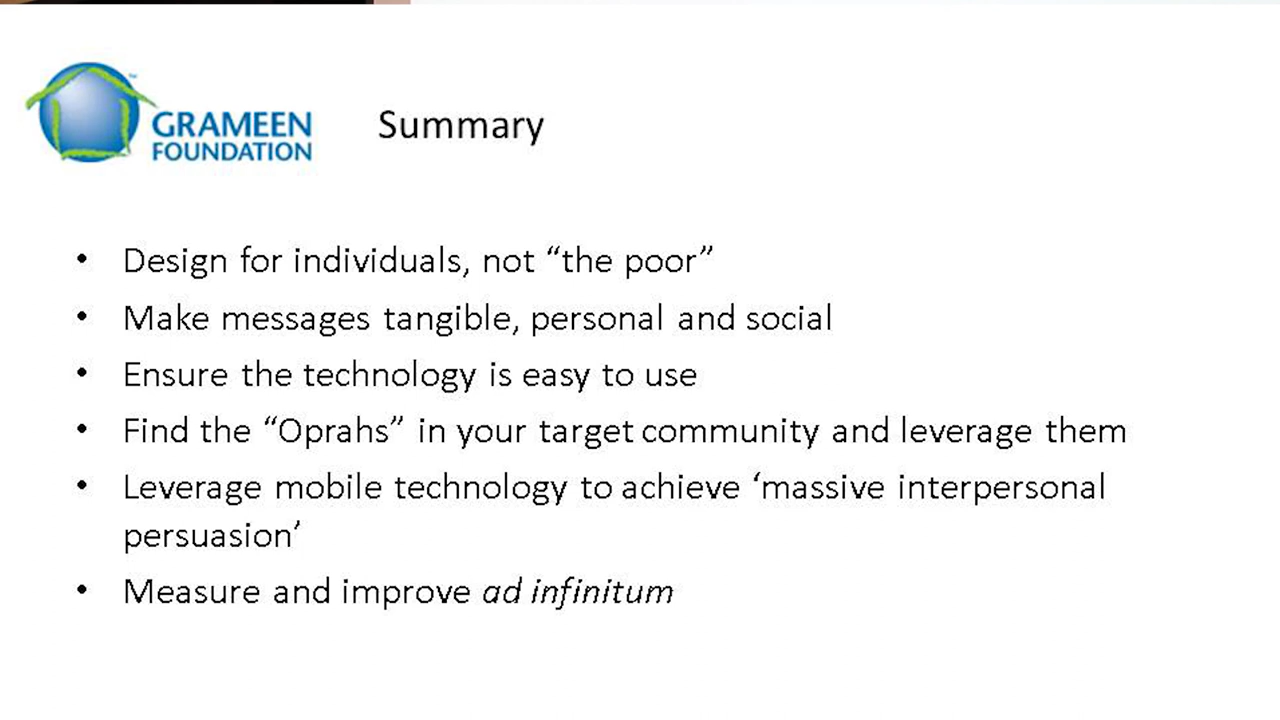 GRAMEEN
FOUNDATION
Summary
• Design for individuals, not “the poor”
• Make messages tangible, personal and social
• Ensure the technology is easy to use
• Find the “Oprahs” in your target community and leverage them
• Leverage mobile technology to achieve ‘massive interpersonal
persuasion’
• Measure and improve ad infinitum